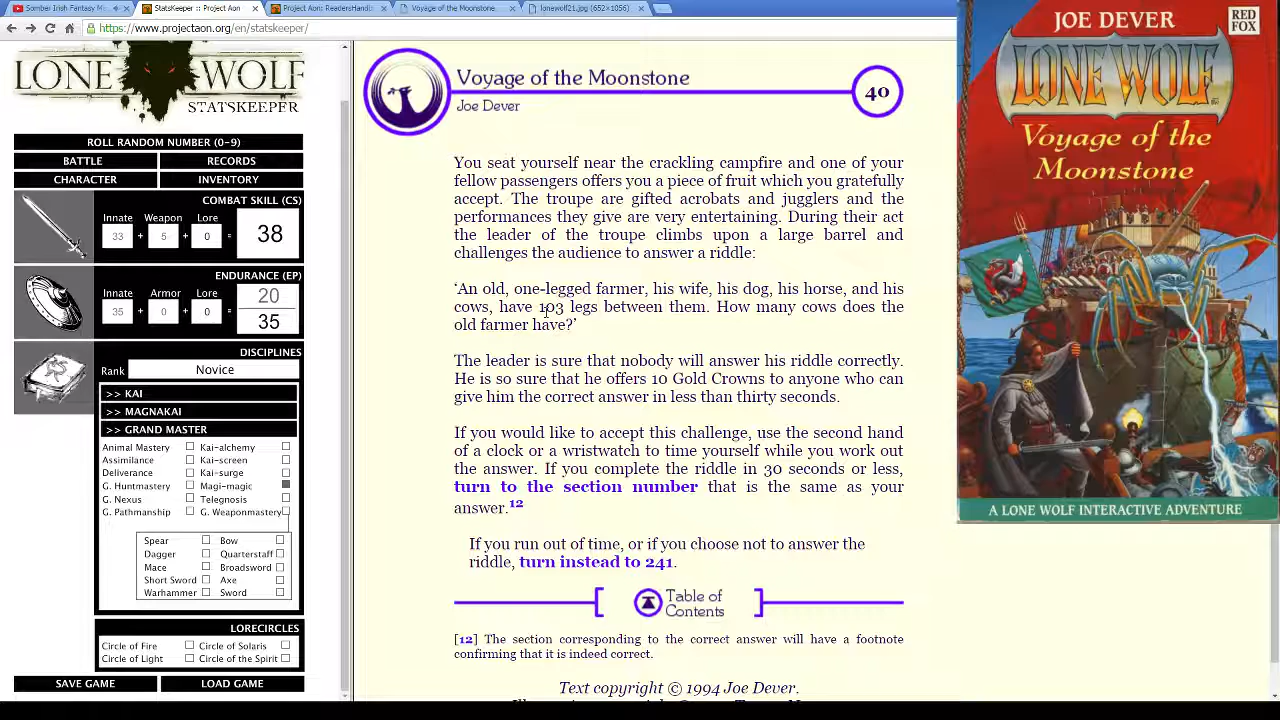 Sombei Irish Fantasy M
StatsKeeper :: Project Aon
Project Aon: ReadersHandb
Voyage of the Moonstone
lonewolf21.jpg (652×1056)
https://www.projectaon.org/en/statskeeper/
LONE WOLF
STATSKEEPER
ROLL RANDOM NUMBER (0-9)
BATTLE RECORDS
CHARACTER INVENTORY
COMBAT SKILL (CS)
Innate Weapon Lore
33 + 5 + 0 = 38
ENDURANCE (EP)
Innate Armor Lore
20
35 + 0 + 0 = 35
DISCIPLINES
Rank Novice
>> KAI
>> MAGNAKAI
>> GRAND MASTER
Animal Mastery Kai-alchemy
Assimilance Kai-screen
Deliverance Kai-surge
G. Huntmastery Magi-magic
G. Nexus Telegnosis
G. Pathmanship G. Weaponmastery
Spear Bow
Dagger Quarterstaff
Mace Broadsword
Short Sword Axe
Warhammer Sword
LORECIRCLES
Circle of Fire Circle of Solaris
Circle of Light Circle of the Spirit
SAVE GAME LOAD GAME
Voyage of the Moonstone
Joe Dever
40
You seat yourself near the crackling campfire and one of your
fellow passengers offers you a piece of fruit which you gratefully
accept. The troupe are gifted acrobats and jugglers and the
performances they give are very entertaining. During their act
the leader of the troupe climbs upon a large barrel and
challenges the audience to answer a riddle:
‘An old, one-legged farmer, his wife, his dog, his horse, and his
cows, have 103 legs between them. How many cows does the
old farmer have?’
The leader is sure that nobody will answer his riddle correctly.
He is so sure that he offers 10 Gold Crowns to anyone who can
give him the correct answer in less than thirty seconds.
If you would like to accept this challenge, use the second hand
of a clock or a wristwatch to time yourself while you work out
the answer. If you complete the riddle in 30 seconds or less,
turn to the section number that is the same as your
answer.12
If you run out of time, or if you choose not to answer the
riddle, turn instead to 241.
Table of
Contents
[12] The section corresponding to the correct answer will have a footnote
confirming that it is indeed correct.
Text copyright © 1994 Joe Dever.
JOE DEVER
RED
FOX
LONE WOLF
Voyage of the
Moonstone
A LONE WOLF INTERACTIVE ADVENTURE